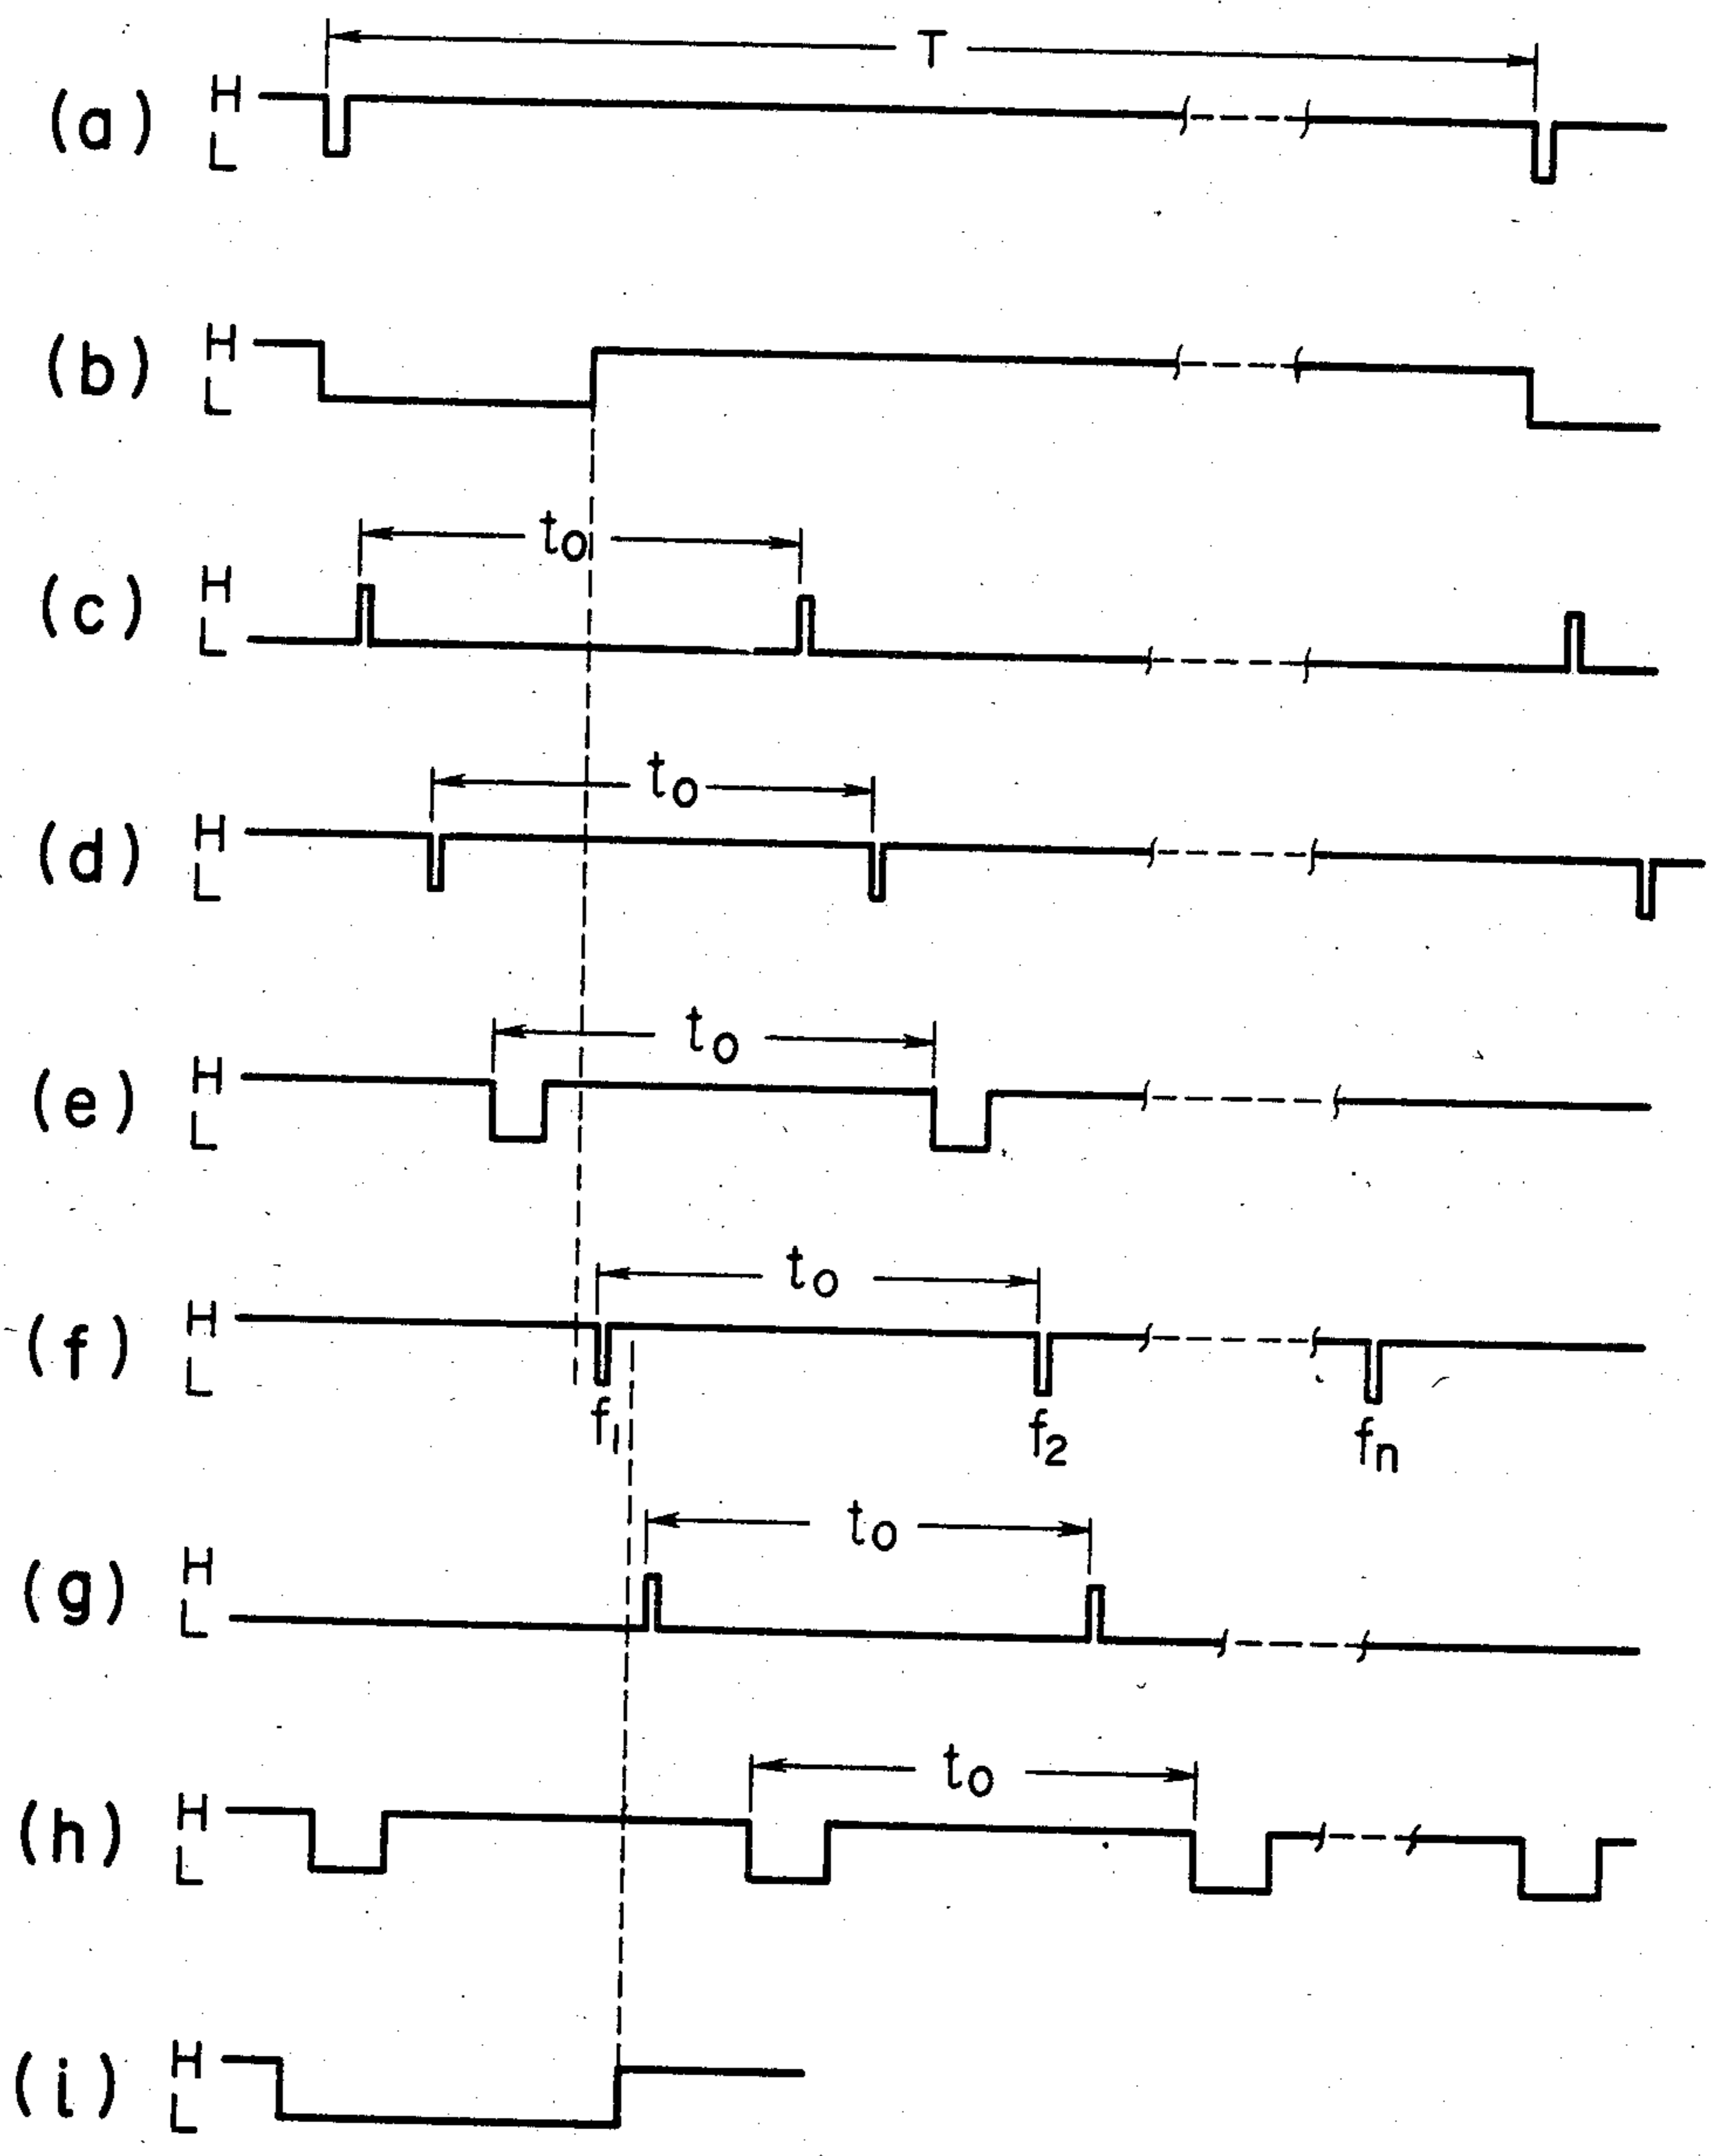 T
(a) H
L
(b) H
L
t0
(c) H
L
t0
(d) H
L
t0
(e) H
L
t0
(f) H
L
f1 f2 fn
t0
(g) H
L
t0
(h) H
L
(i) H
L